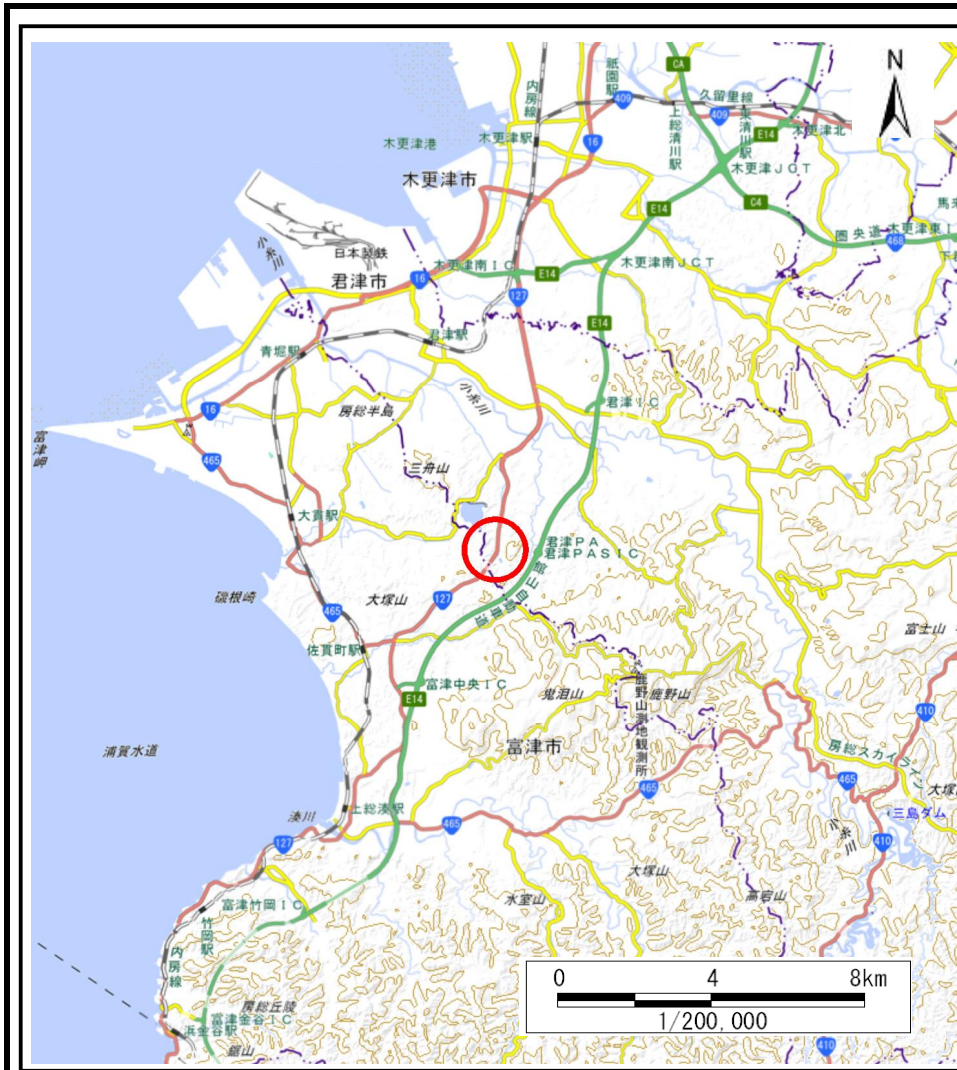 N
内房線
祇園駅
CA
409
久留里線
409
上総清川駅
東清川駅
E14
木更津北
木更津港
木更津駅
16
木更津JCT
木更津市
E14
C4
馬来
圏央道
木更津東I
468
下郡
小糸川
日本製鉄
君津市
16
木更津南IC
E14
木更津南JCT
127
E14
君津駅
青堀駅
16
房総半島
小糸川
君津IC
富津岬
465
三舟山
大貫駅
君津PA
君津PASIC
館山自動車道
磯根崎
大塚山
127
465
佐貫町駅
富士山
富津中央IC
E14
鬼泪山
鹿野山
鹿野山測地観測所
410
浦賀水道
富津市
房総スカイライン
465
465
大塚
三島ダム
上総湊駅
湊川
465
127
小糸川
410
大塚山
高宕山
水室山
富津竹岡IC
竹岡駅
内房線
房総丘陵
富津金谷IC
浜金谷駅
鋸山
410
0 4 8km
1/200,000